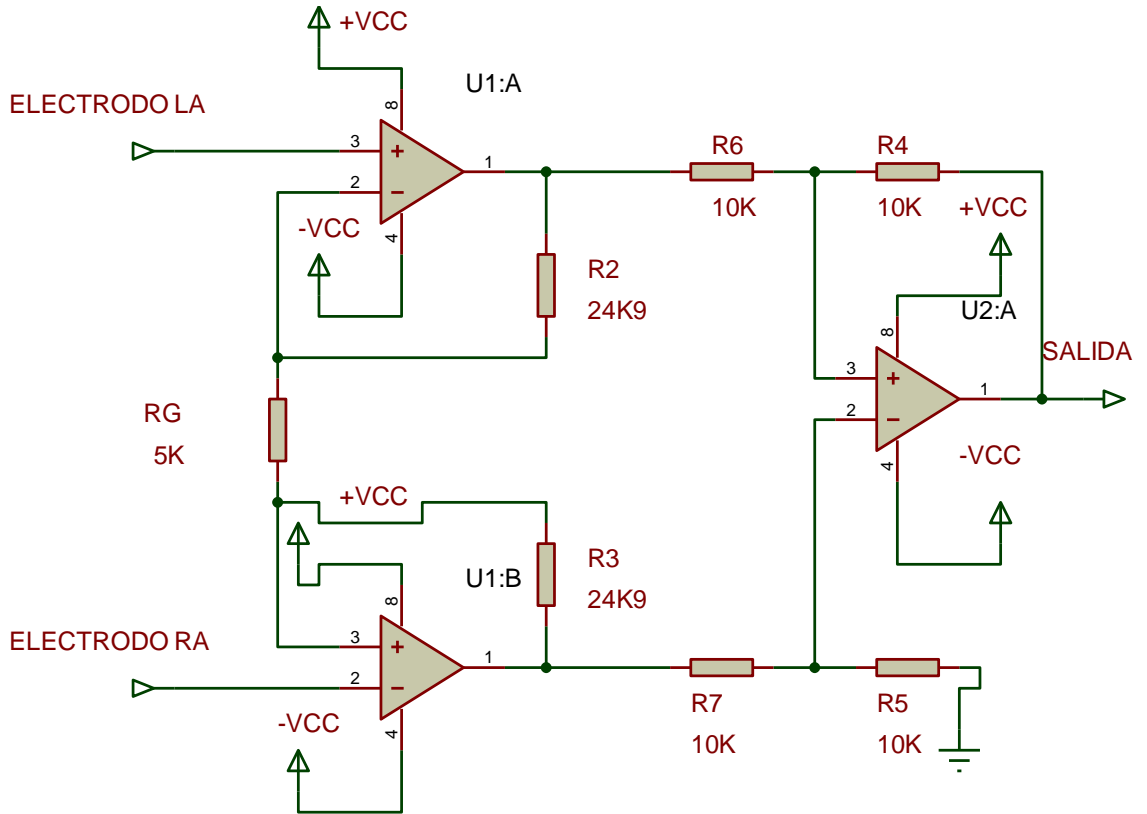 +VCC
U1:A
ELECTRODO LA
8
3
+
1
2
−
-VCC
4
R6
10K
R4
10K
+VCC
R2
24K9
U2:A
8
SALIDA
3
+
1
2
−
4
-VCC
RG
5K
+VCC
R3
24K9
U1:B
8
ELECTRODO RA
3
+
1
2
−
-VCC
4
R7
10K
R5
10K